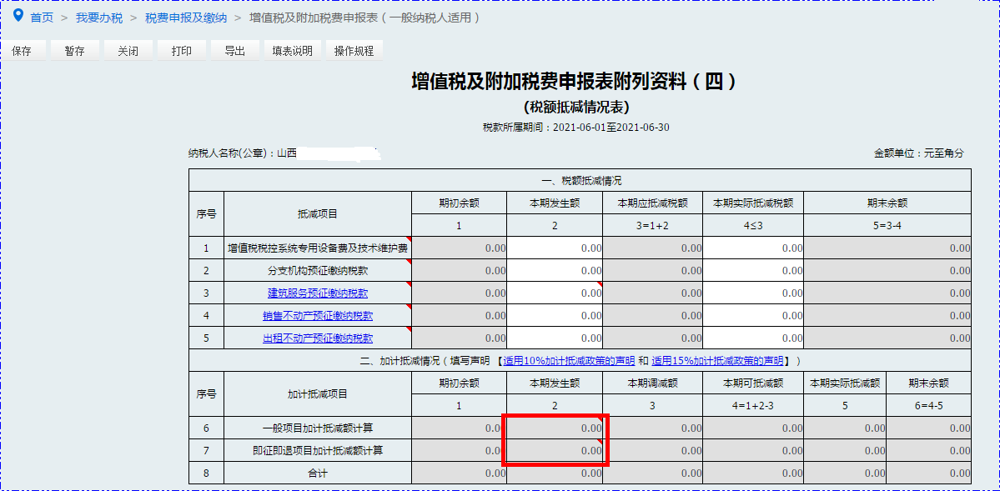 首页 > 我要办税 > 税费申报及缴纳 > 增值税及附加税费申报表（一般纳税人适用）
保存 暂存 关闭 打印 导出 填表说明 操作规程
增值税及附加税费申报表附列资料（四）
(税额抵减情况表)
税款所属期间：2021-06-01至2021-06-30
纳税人名称(公章)：山西 金额单位：元至角分
一、税额抵减情况
序号 抵减项目 期初余额 本期发生额 本期应抵减税额 本期实际抵减税额 期末余额
1 2 3=1+2 4≤3 5=3-4
1 增值税税控系统专用设备费及技术维护费 0.00 0.00 0.00 0.00 0.00
2 分支机构预征缴纳税款 0.00 0.00 0.00 0.00 0.00
3 建筑服务预征缴纳税款 0.00 0.00 0.00 0.00 0.00
4 销售不动产预征缴纳税款 0.00 0.00 0.00 0.00 0.00
5 出租不动产预征缴纳税款 0.00 0.00 0.00 0.00 0.00
二、加计抵减情况（填写声明 【适用10%加计抵减政策的声明 和 适用15%加计抵减政策的声明】 ）
序号 加计抵减项目 期初余额 本期发生额 本期调减额 本期可抵减额 本期实际抵减额 期末余额
1 2 3 4=1+2-3 5 6=4-5
6 一般项目加计抵减额计算 0.00 0.00 0.00 0.00 0.00 0.00
7 即征即退项目加计抵减额计算 0.00 0.00 0.00 0.00 0.00 0.00
8 合计 0.00 0.00 0.00 0.00 0.00 0.00